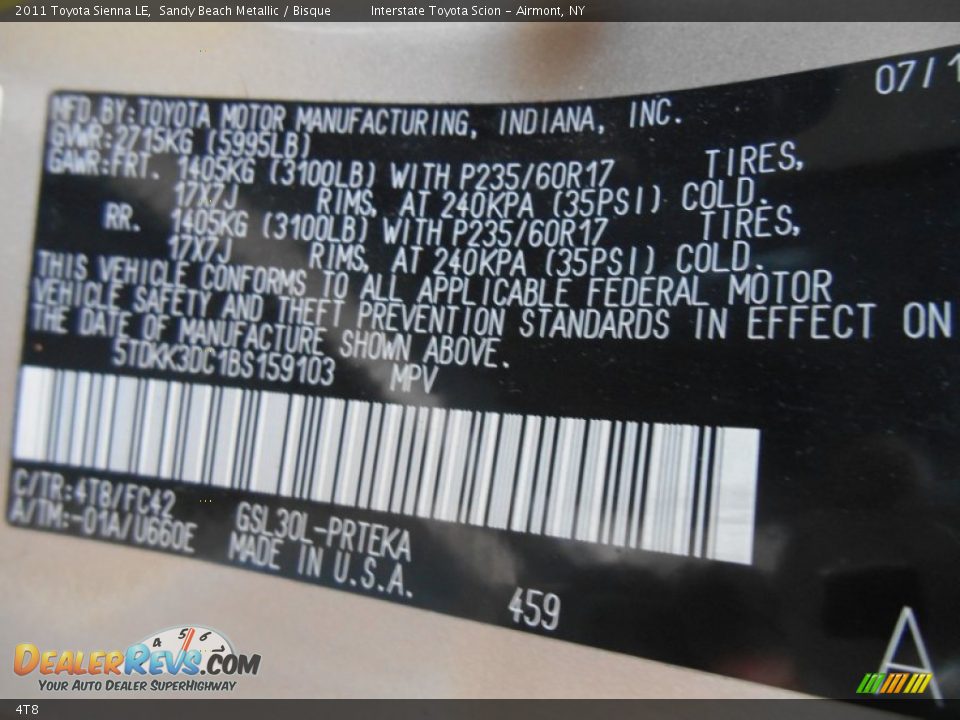 2011 Toyota Sienna LE, Sandy Beach Metallic / Bisque Interstate Toyota Scion - Airmont, NY
07/1
MFD.BY:TOYOTA MOTOR MANUFACTURING, INDIANA, INC.
GVWR:2715KG (5995LB)
GAWR:FRT. 1405KG (3100LB) WITH P235/60R17 TIRES,
17X7J RIMS, AT 240KPA (35PSI) COLD.
RR. 1405KG (3100LB) WITH P235/60R17 TIRES,
17X7J RIMS, AT 240KPA (35PSI) COLD.
THIS VEHICLE CONFORMS TO ALL APPLICABLE FEDERAL MOTOR
VEHICLE SAFETY AND THEFT PREVENTION STANDARDS IN EFFECT ON
THE DATE OF MANUFACTURE SHOWN ABOVE.
5TDKK3DC1BS159103 MPV
C/TR:4T8/FC42
A/TM:-01A/U660E
GSL30L-PRTEKA
MADE IN U.S.A.
459
A
4 5 6 7
DEALERREVS.COM
YOUR AUTO DEALER SUPERHIGHWAY
4T8